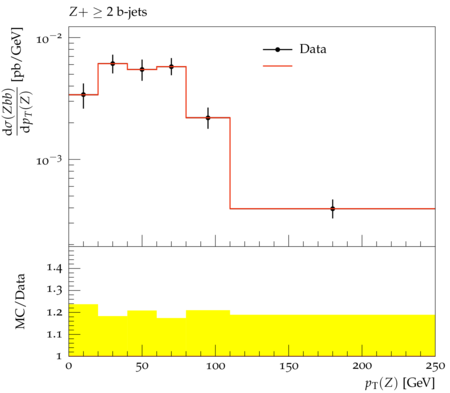 Z+ ≥ 2 b-jets
dσ(Zbb)/dpT(Z) [pb/GeV]
10−2
10−3
Data
MC/Data
1.4
1.3
1.2
1.1
1
0 50 100 150 200 250
pT(Z) [GeV]